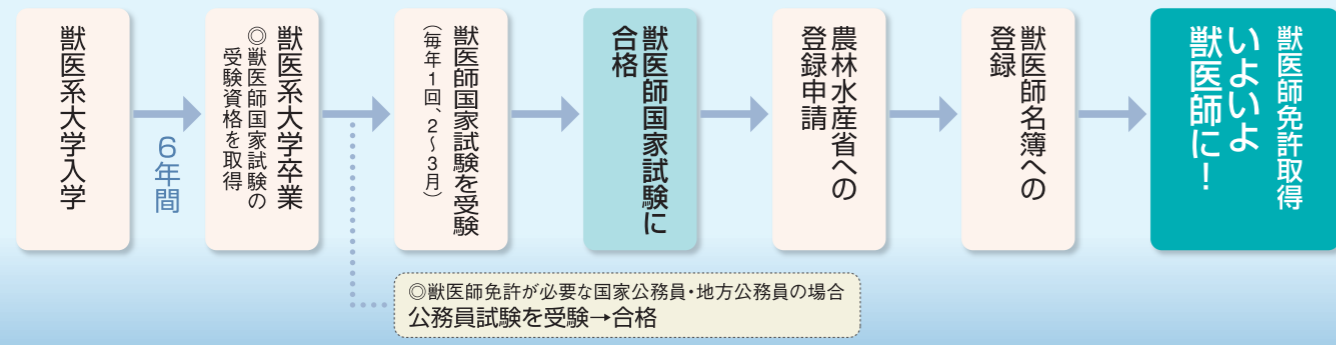 獣医系大学入学
6年間
獣医系大学卒業
◎獣医師国家試験の
受験資格を取得
獣医師国家試験を受験
（毎年1回、2〜3月）
獣医師国家試験に
合格
農林水産省への
登録申請
獣医師名簿への
登録
獣医師免許取得
いよいよ
獣医師に！
◎獣医師免許が必要な国家公務員・地方公務員の場合
公務員試験を受験→合格